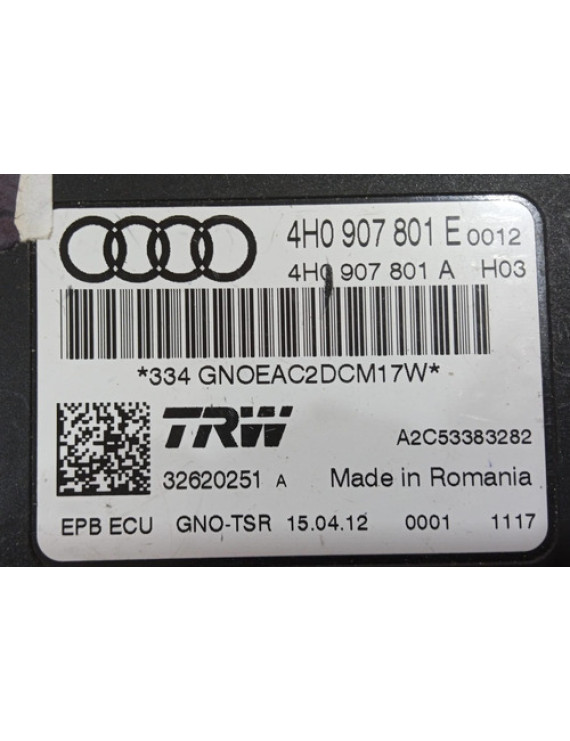 4H0 907 801 E 0012
4H0 907 801 A H03
*334 GNOEAC2DCM17W*
TRW A2C53383282
32620251 A Made in Romania
EPB ECU GNO-TSR 15.04.12 0001 1117